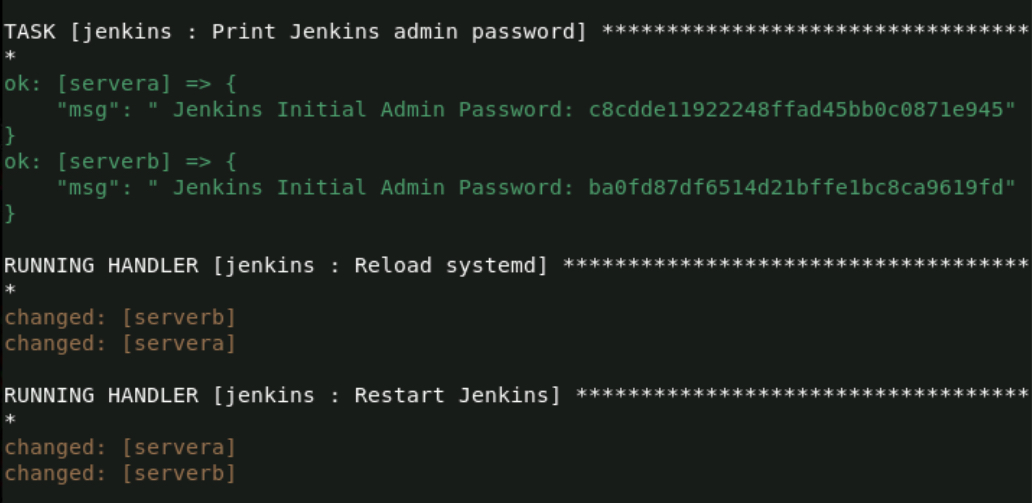 TASK [jenkins : Print Jenkins admin password] *********************************
*
ok: [servera] => {
    "msg": " Jenkins Initial Admin Password: c8cdde11922248ffad45bb0c0871e945"
}
ok: [serverb] => {
    "msg": " Jenkins Initial Admin Password: ba0fd87df6514d21bffe1bc8ca9619fd"
}
RUNNING HANDLER [jenkins : Reload systemd] ************************************
*
changed: [serverb]
changed: [servera]
RUNNING HANDLER [jenkins : Restart Jenkins] ***********************************
*
changed: [servera]
changed: [serverb]